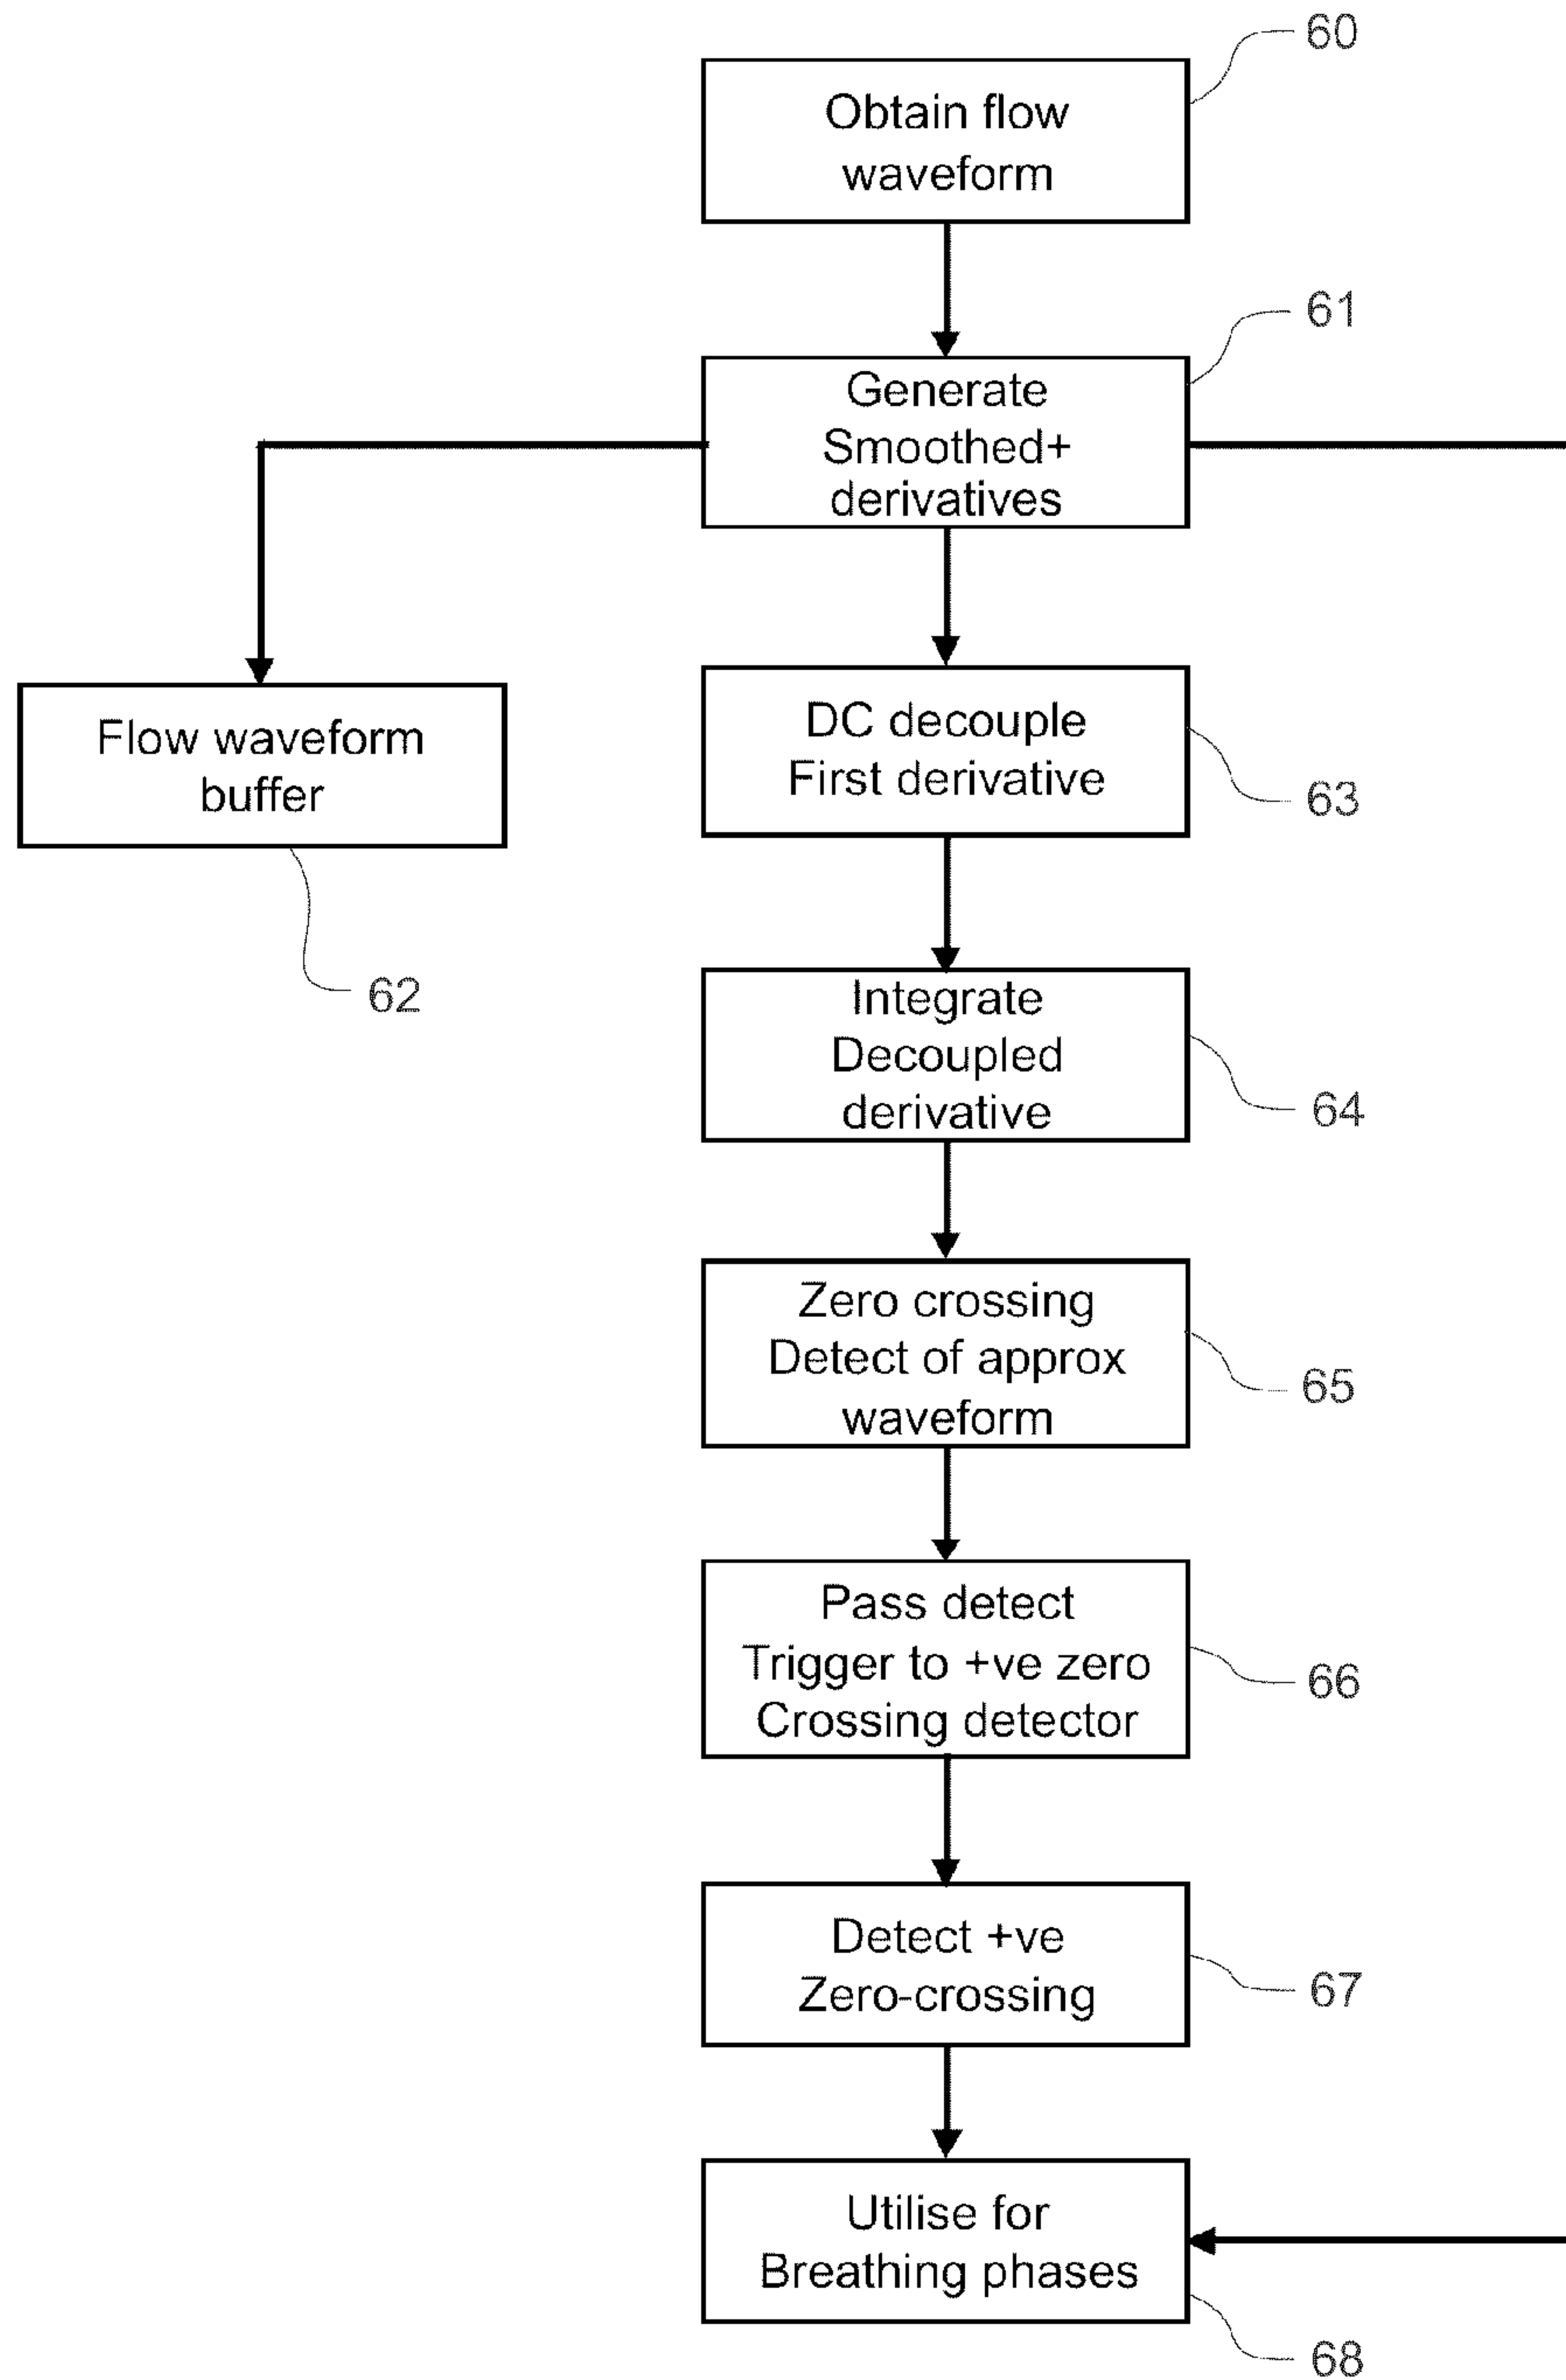 60
Obtain flow
waveform
61
Generate
Smoothed+
derivatives
Flow waveform
buffer
62
DC decouple
First derivative
63
Integrate
Decoupled
derivative
64
Zero crossing
Detect of approx
waveform
65
Pass detect
Trigger to +ve zero
Crossing detector
66
Detect +ve
Zero-crossing
67
Utilise for
Breathing phases
68